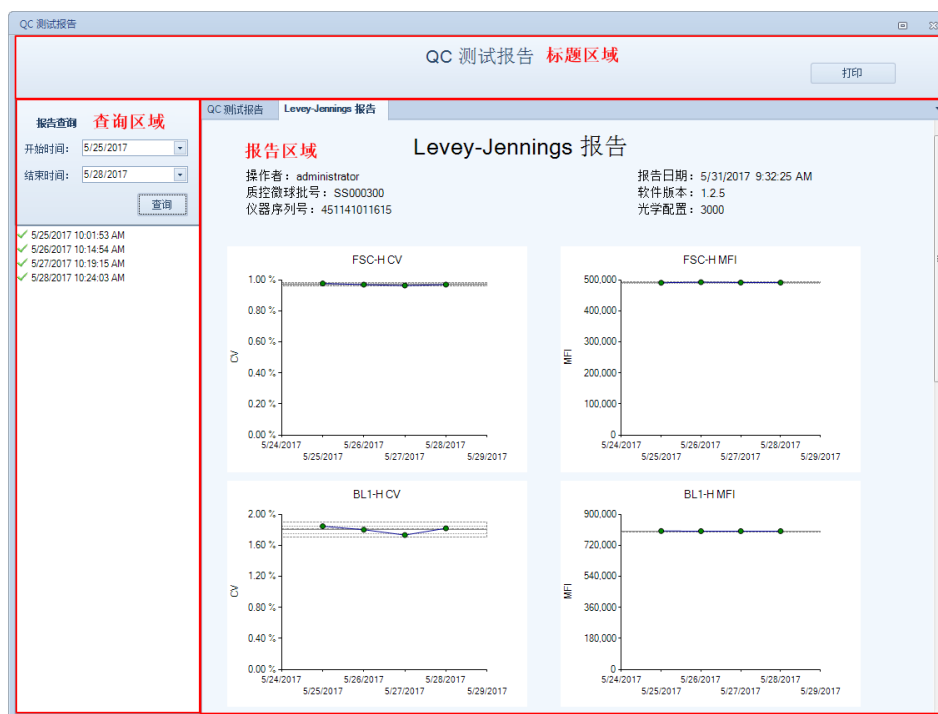 QC 测试报告
QC 测试报告 标题区域
打印
报告查询 查询区域
开始时间： 5/25/2017
结束时间： 5/28/2017
查询
5/25/2017 10:01:53 AM
5/26/2017 10:14:54 AM
5/27/2017 10:19:15 AM
5/28/2017 10:24:03 AM
QC 测试报告 Levey-Jennings 报告
报告区域 Levey-Jennings 报告
操作者： administrator 报告日期： 5/31/2017 9:32:25 AM
质控微球批号： SS000300 软件版本： 1.2.5
仪器序列号： 451141011615 光学配置： 3000
FSC-H CV
1.00 %
0.80 %
0.60 %
0.40 %
0.20 %
0.00 %
CV
5/24/2017 5/26/2017 5/28/2017
5/25/2017 5/27/2017 5/29/2017
FSC-H MFI
500,000
400,000
300,000
200,000
100,000
0
MFI
5/24/2017 5/26/2017 5/28/2017
5/25/2017 5/27/2017 5/29/2017
BL1-H CV
2.00 %
1.60 %
1.20 %
0.80 %
0.40 %
0.00 %
CV
5/24/2017 5/26/2017 5/28/2017
5/25/2017 5/27/2017 5/29/2017
BL1-H MFI
900,000
720,000
540,000
360,000
180,000
0
MFI
5/24/2017 5/26/2017 5/28/2017
5/25/2017 5/27/2017 5/29/2017